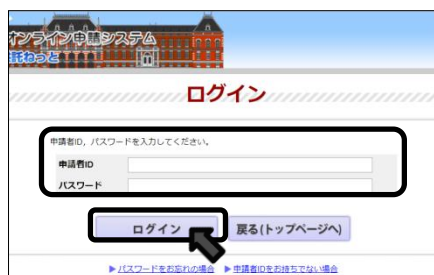 オンライン申請システム
託ねっと
ログイン
申請者ID，パスワードを入力してください。
申請者ID
パスワード
ログイン 戻る(トップページへ)
▶パスワードをお忘れの場合 ▶申請者IDをお持ちでない場合